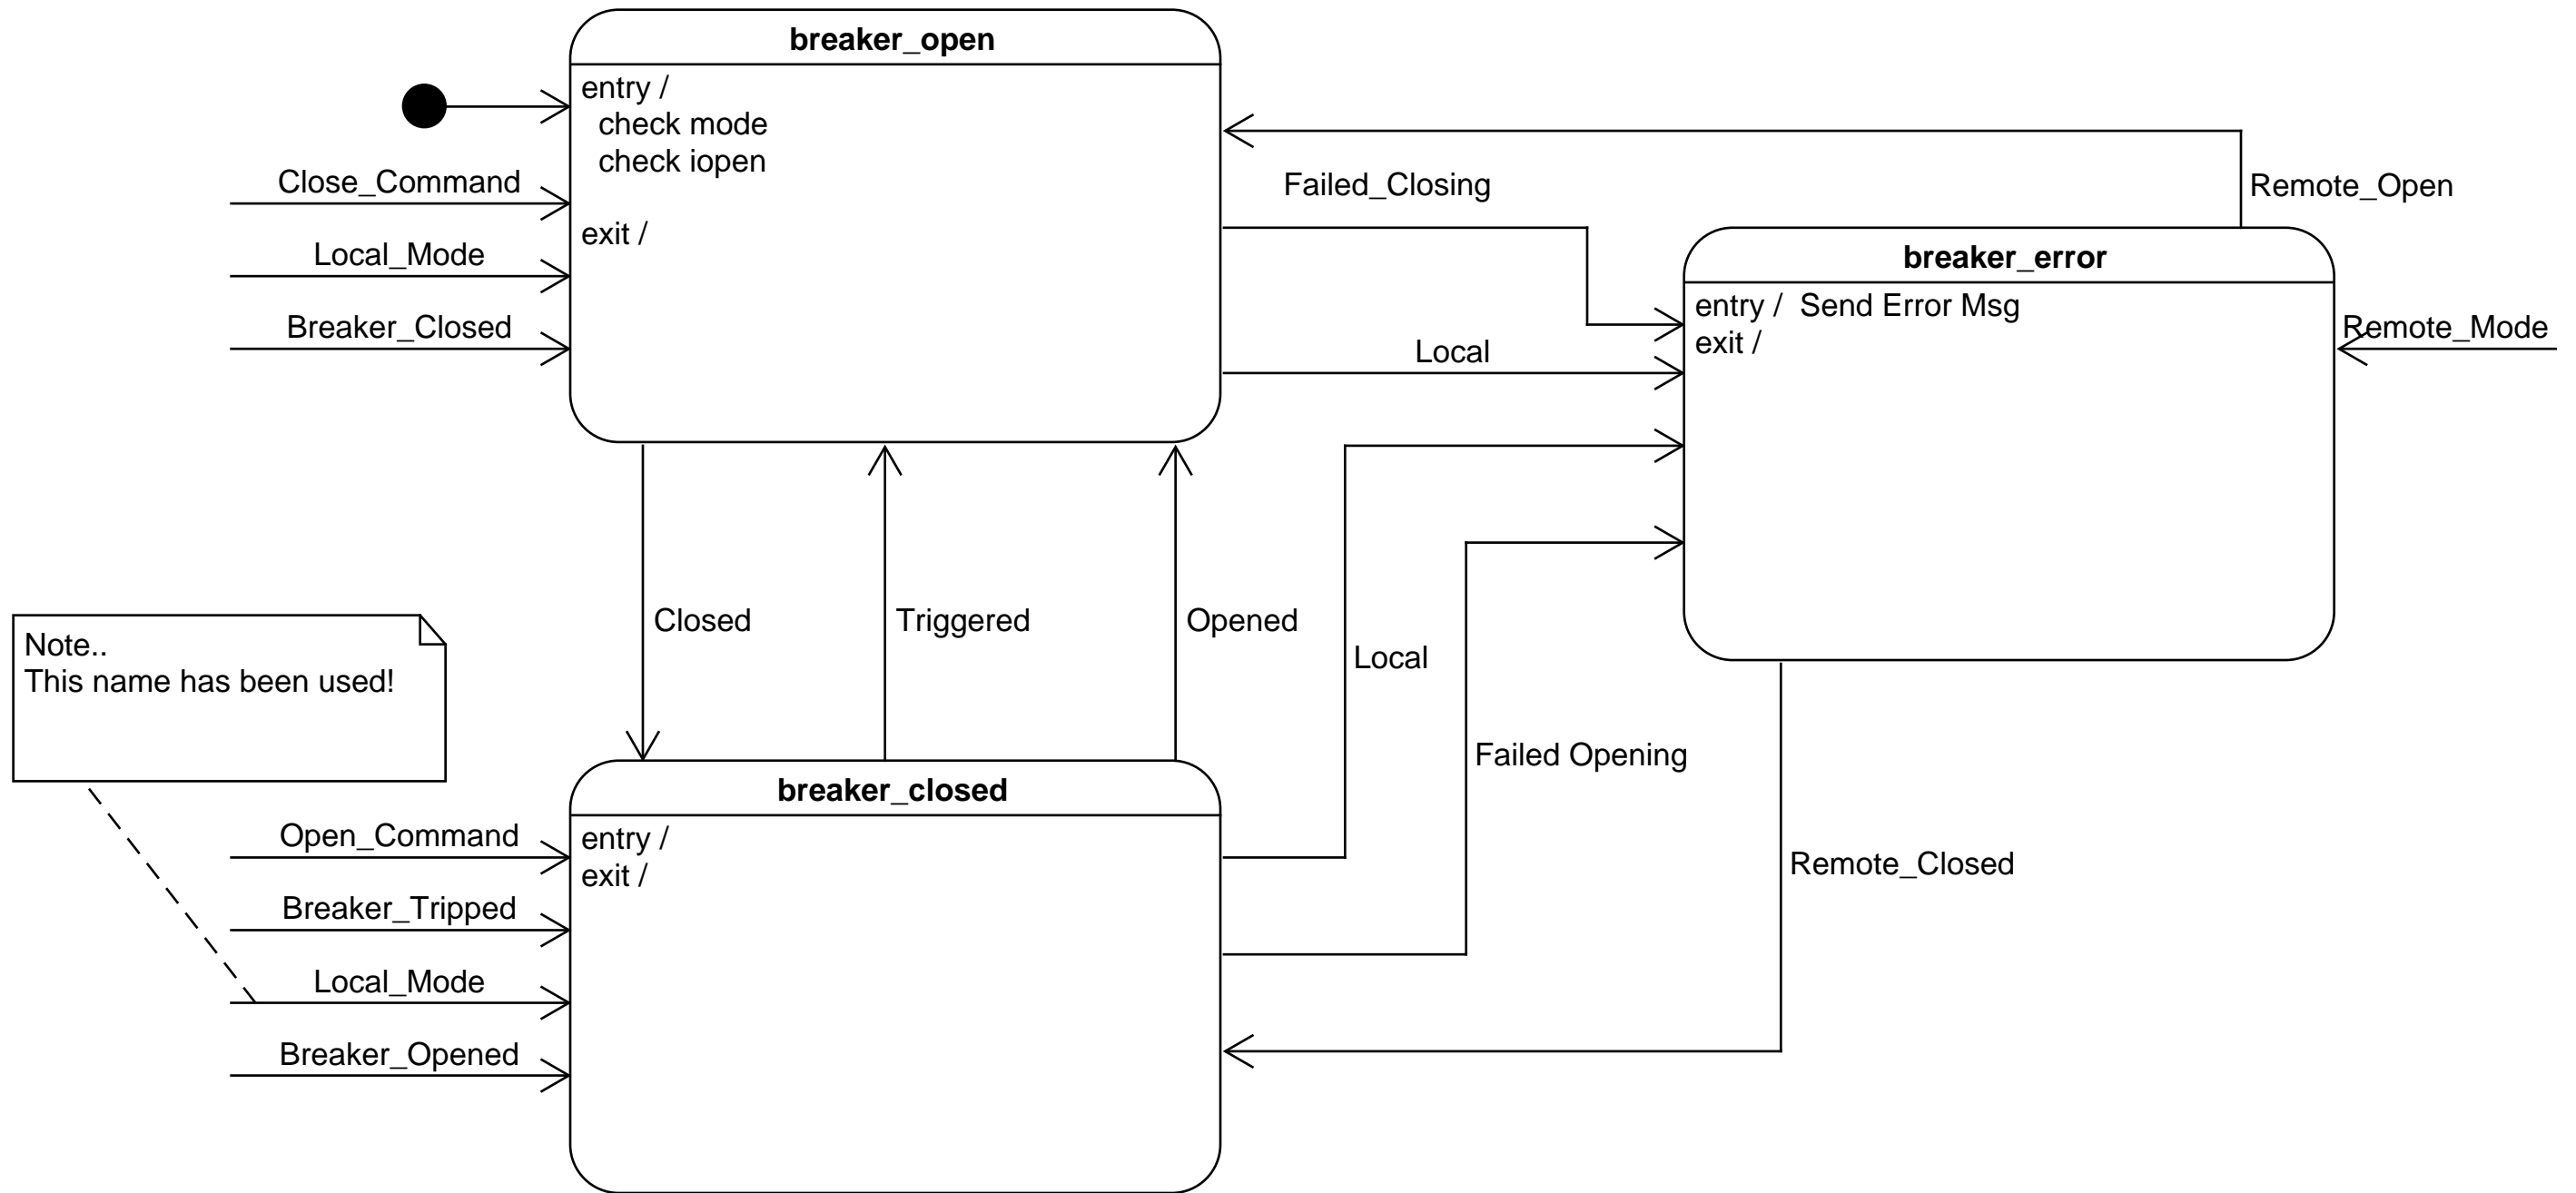 breaker_open
entry /
check mode
check iopen
exit /
Close_Command
Local_Mode
Breaker_Closed
Failed_Closing
Remote_Open
breaker_error
entry / Send Error Msg
exit /
Remote_Mode
Local
Closed
Triggered
Opened
Local
Failed Opening
Note..
This name has been used!
breaker_closed
entry /
exit /
Open_Command
Breaker_Tripped
Local_Mode
Breaker_Opened
Remote_Closed